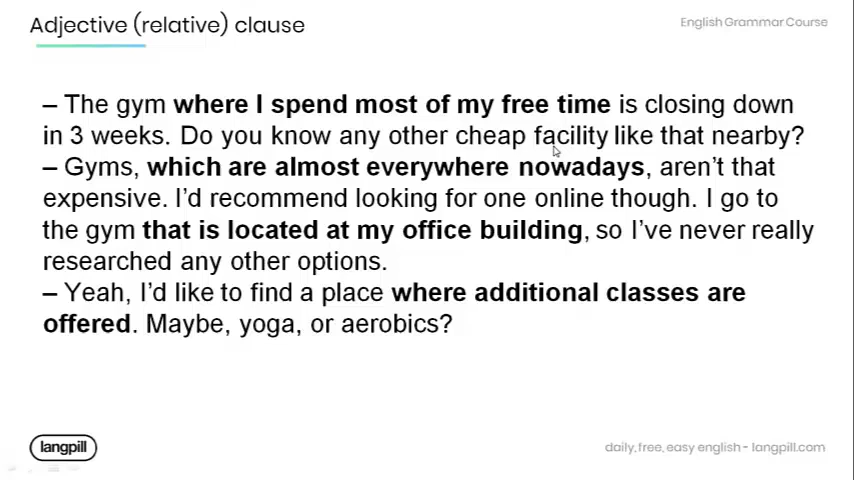 Adjective (relative) clause
English Grammar Course
– The gym where I spend most of my free time is closing down
in 3 weeks. Do you know any other cheap facility like that nearby?
– Gyms, which are almost everywhere nowadays, aren't that
expensive. I'd recommend looking for one online though. I go to
the gym that is located at my office building, so I've never really
researched any other options.
– Yeah, I'd like to find a place where additional classes are
offered. Maybe, yoga, or aerobics?
langpill
daily, free, easy english - langpill.com